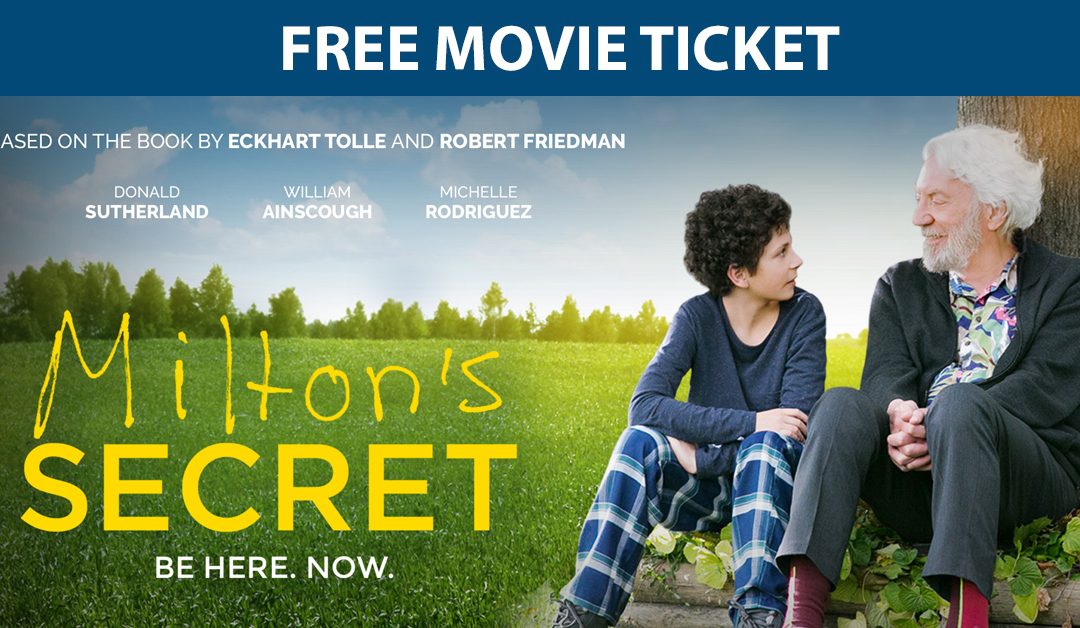 FREE MOVIE TICKET
ASED ON THE BOOK BY ECKHART TOLLE AND ROBERT FRIEDMAN
DONALD SUTHERLAND
WILLIAM AINSCOUGH
MICHELLE RODRIGUEZ
Milton's
SECRET
BE HERE. NOW.